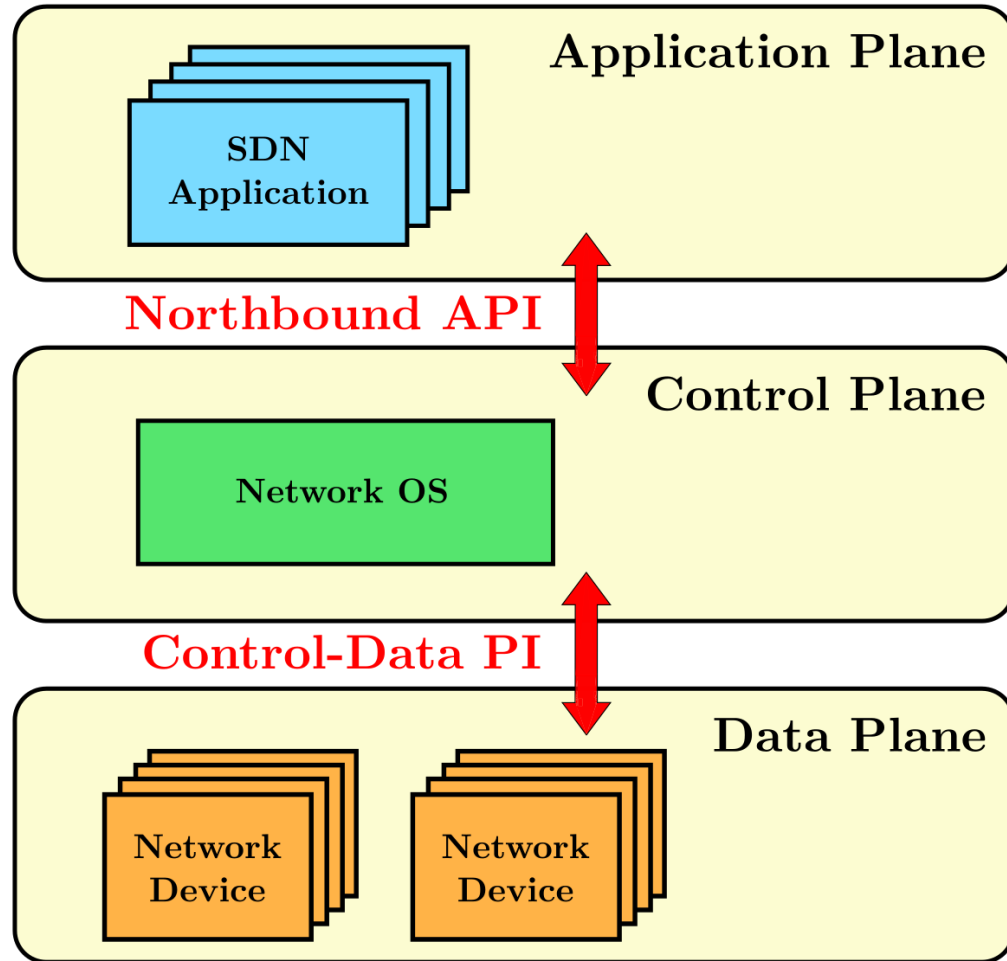 Application Plane
SDN
Application
Northbound API
Control Plane
Network OS
Control-Data PI
Data Plane
Network
Device
Network
Device